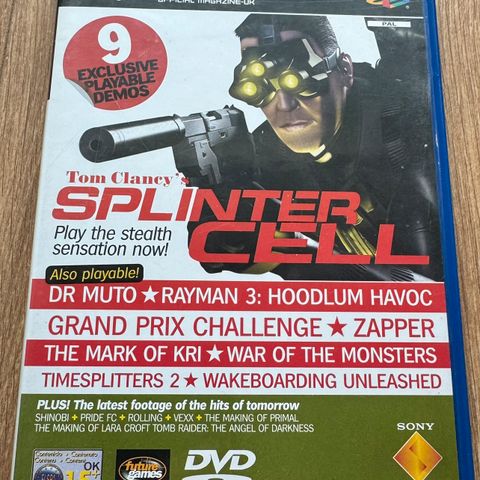 OFFICIAL MAGAZINE-UK
PAL
9
EXCLUSIVE
PLAYABLE
DEMOS
Tom Clancy's
SPLINTER
CELL
Play the stealth
sensation now!
Also playable!
DR MUTO ★ RAYMAN 3: HOODLUM HAVOC
GRAND PRIX CHALLENGE ★ ZAPPER
THE MARK OF KRI ★ WAR OF THE MONSTERS
TIMESPLITTERS 2 ★ WAKEBOARDING UNLEASHED
PLUS! The latest footage of the hits of tomorrow
SHINOBI + PRIDE FC + ROLLING + VEXX + THE MAKING OF PRIMAL
THE MAKING OF LARA CROFT TOMB RAIDER: THE ANGEL OF DARKNESS
OK
15+
future
games
DVD
SONY